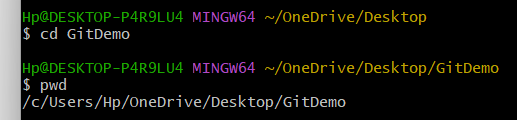 Hp@DESKTOP-P4R9LU4 MINGW64 ~/OneDrive/Desktop
$ cd GitDemo
Hp@DESKTOP-P4R9LU4 MINGW64 ~/OneDrive/Desktop/GitDemo
$ pwd
/c/Users/Hp/OneDrive/Desktop/GitDemo